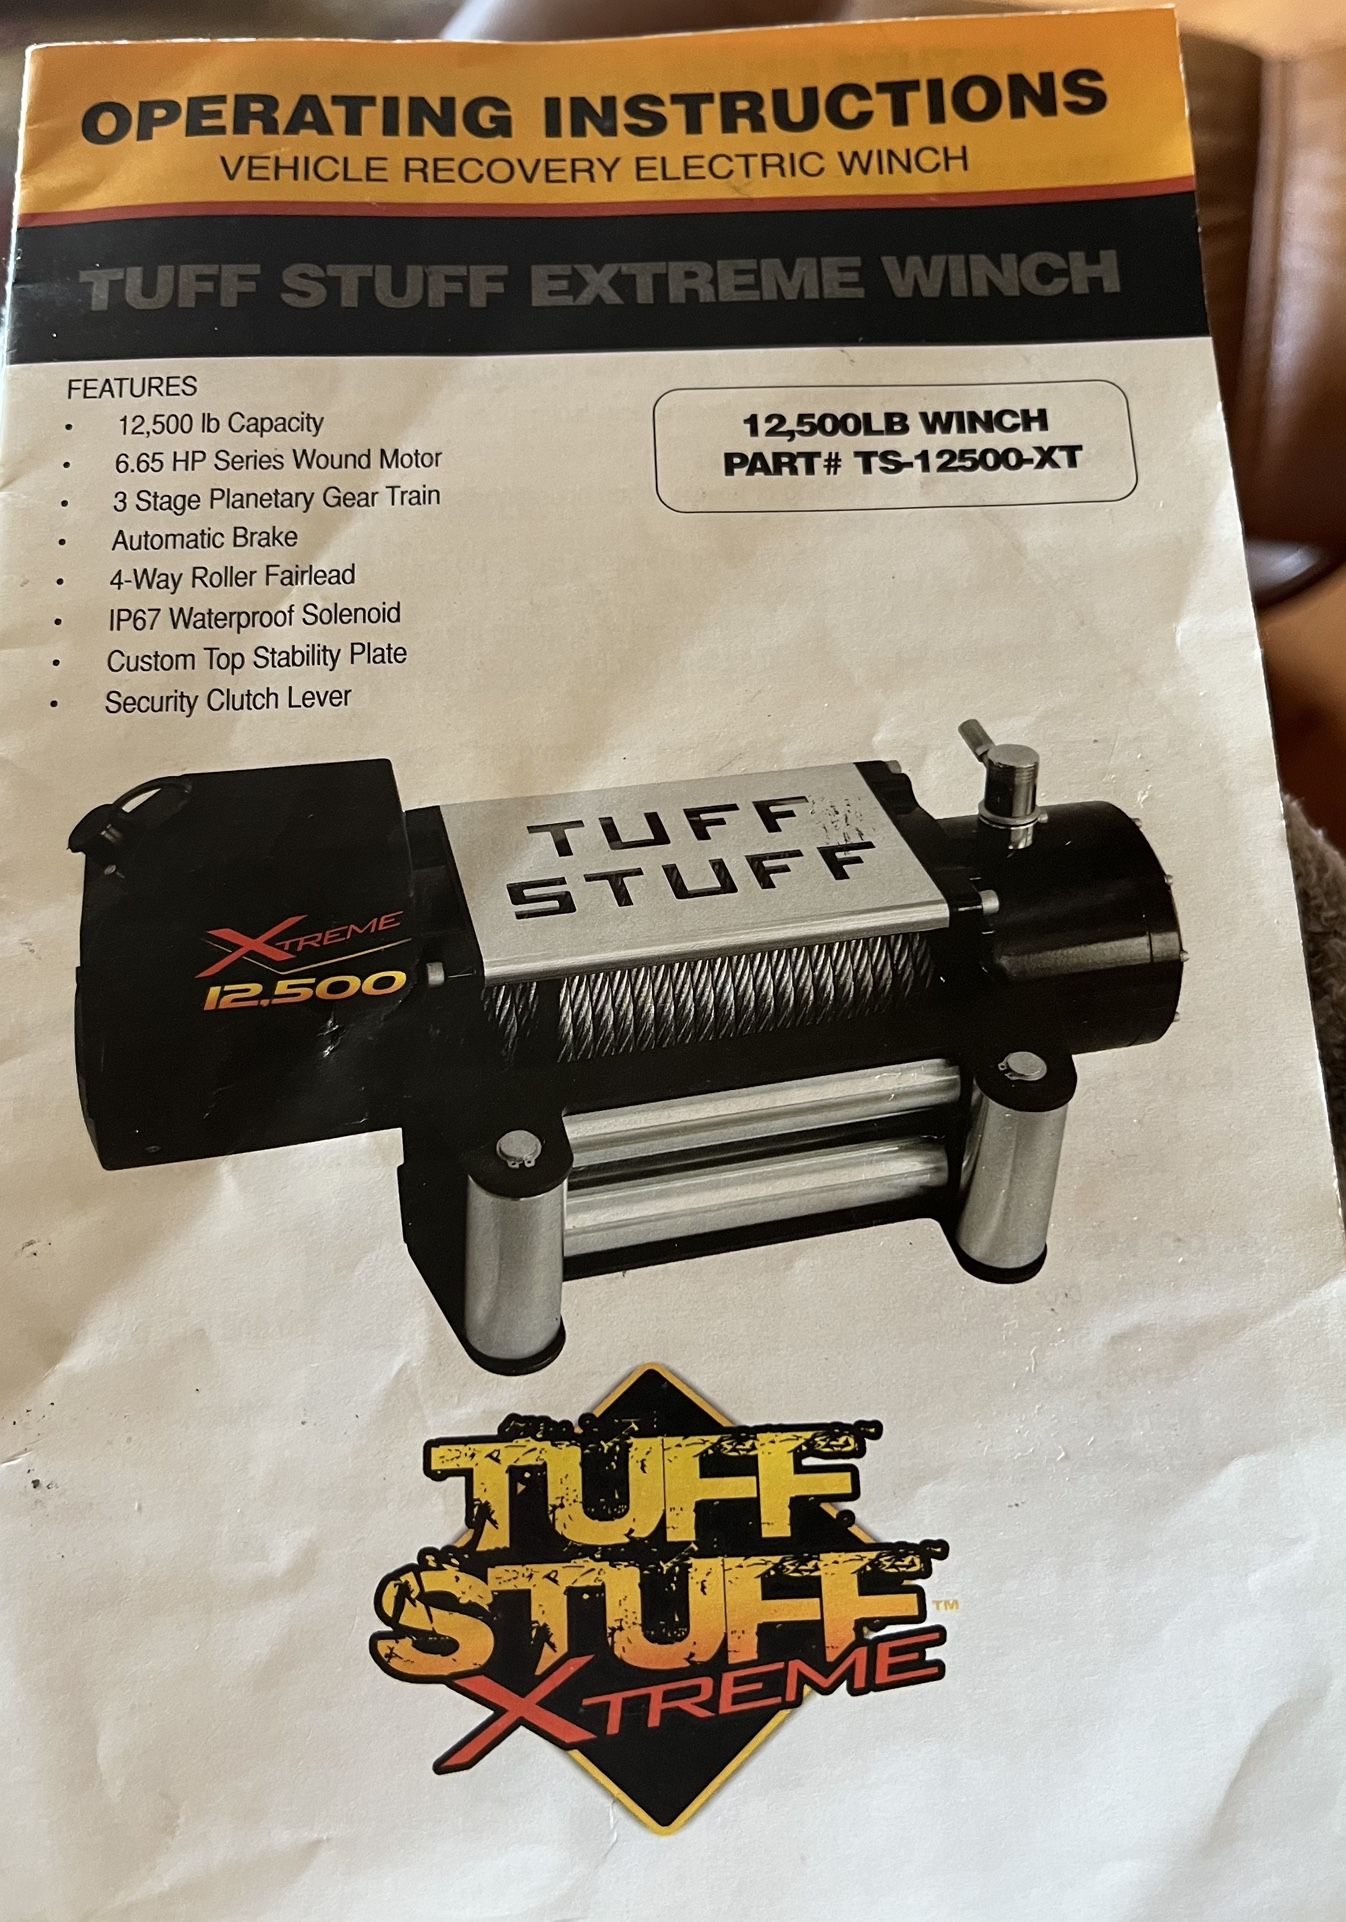 OPERATING INSTRUCTIONS
VEHICLE RECOVERY ELECTRIC WINCH
TUFF STUFF EXTREME WINCH
FEATURES
• 12,500 lb Capacity
• 6.65 HP Series Wound Motor
• 3 Stage Planetary Gear Train
• Automatic Brake
• 4-Way Roller Fairlead
• IP67 Waterproof Solenoid
• Custom Top Stability Plate
• Security Clutch Lever
12,500LB WINCH
PART# TS-12500-XT
TUFF
STUFF
XTREME
12,500
TUFF
STUFF™
XTREME